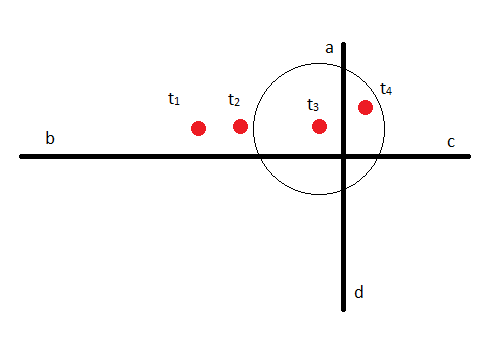 a
t₁ t₂ t₃ t₄
b c
d